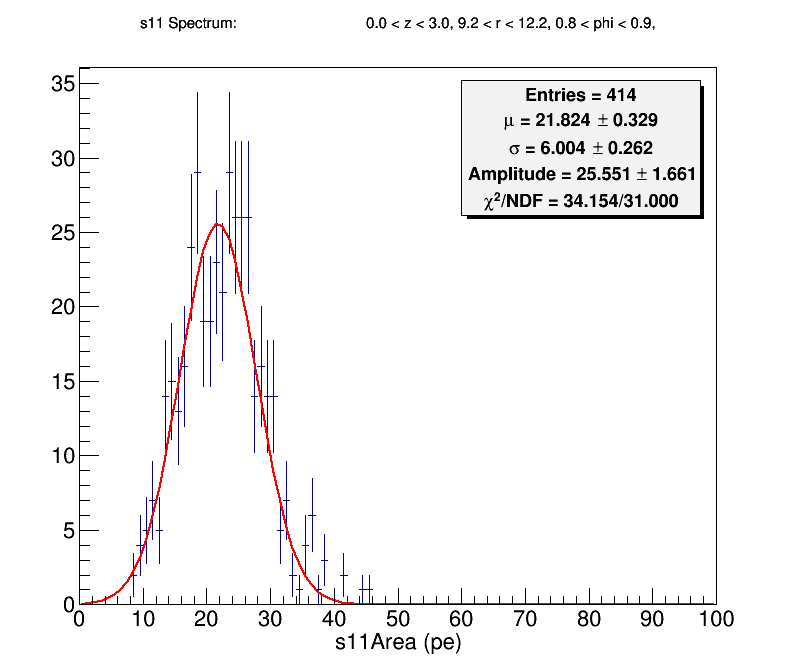 s11 Spectrum: 0.0 < z < 3.0, 9.2 < r < 12.2, 0.8 < phi < 0.9,
Entries = 414
μ = 21.824 ± 0.329
σ = 6.004 ± 0.262
Amplitude = 25.551 ± 1.661
χ²/NDF = 34.154/31.000
35
30
25
20
15
10
5
0
0 10 20 30 40 50 60 70 80 90 100
s11Area (pe)